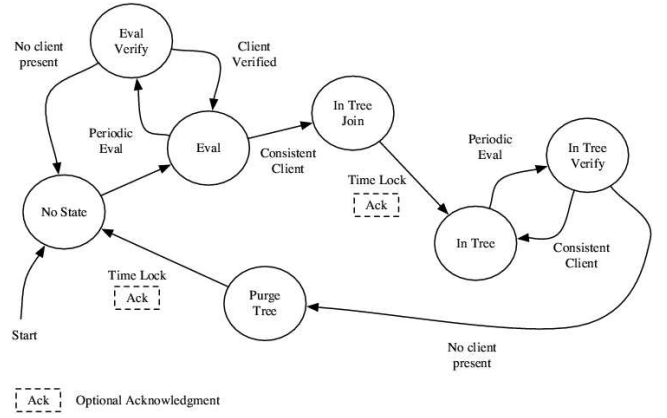 Eval
Verify
No client
present
Client
Verified
In Tree
Join
Periodic
Eval
Eval
Consistent
Client
Periodic
Eval
In Tree
Verify
Time Lock
Ack
No State
In Tree
Consistent
Client
Time Lock
Ack
Purge
Tree
Start
No client
present
Ack Optional Acknowledgment